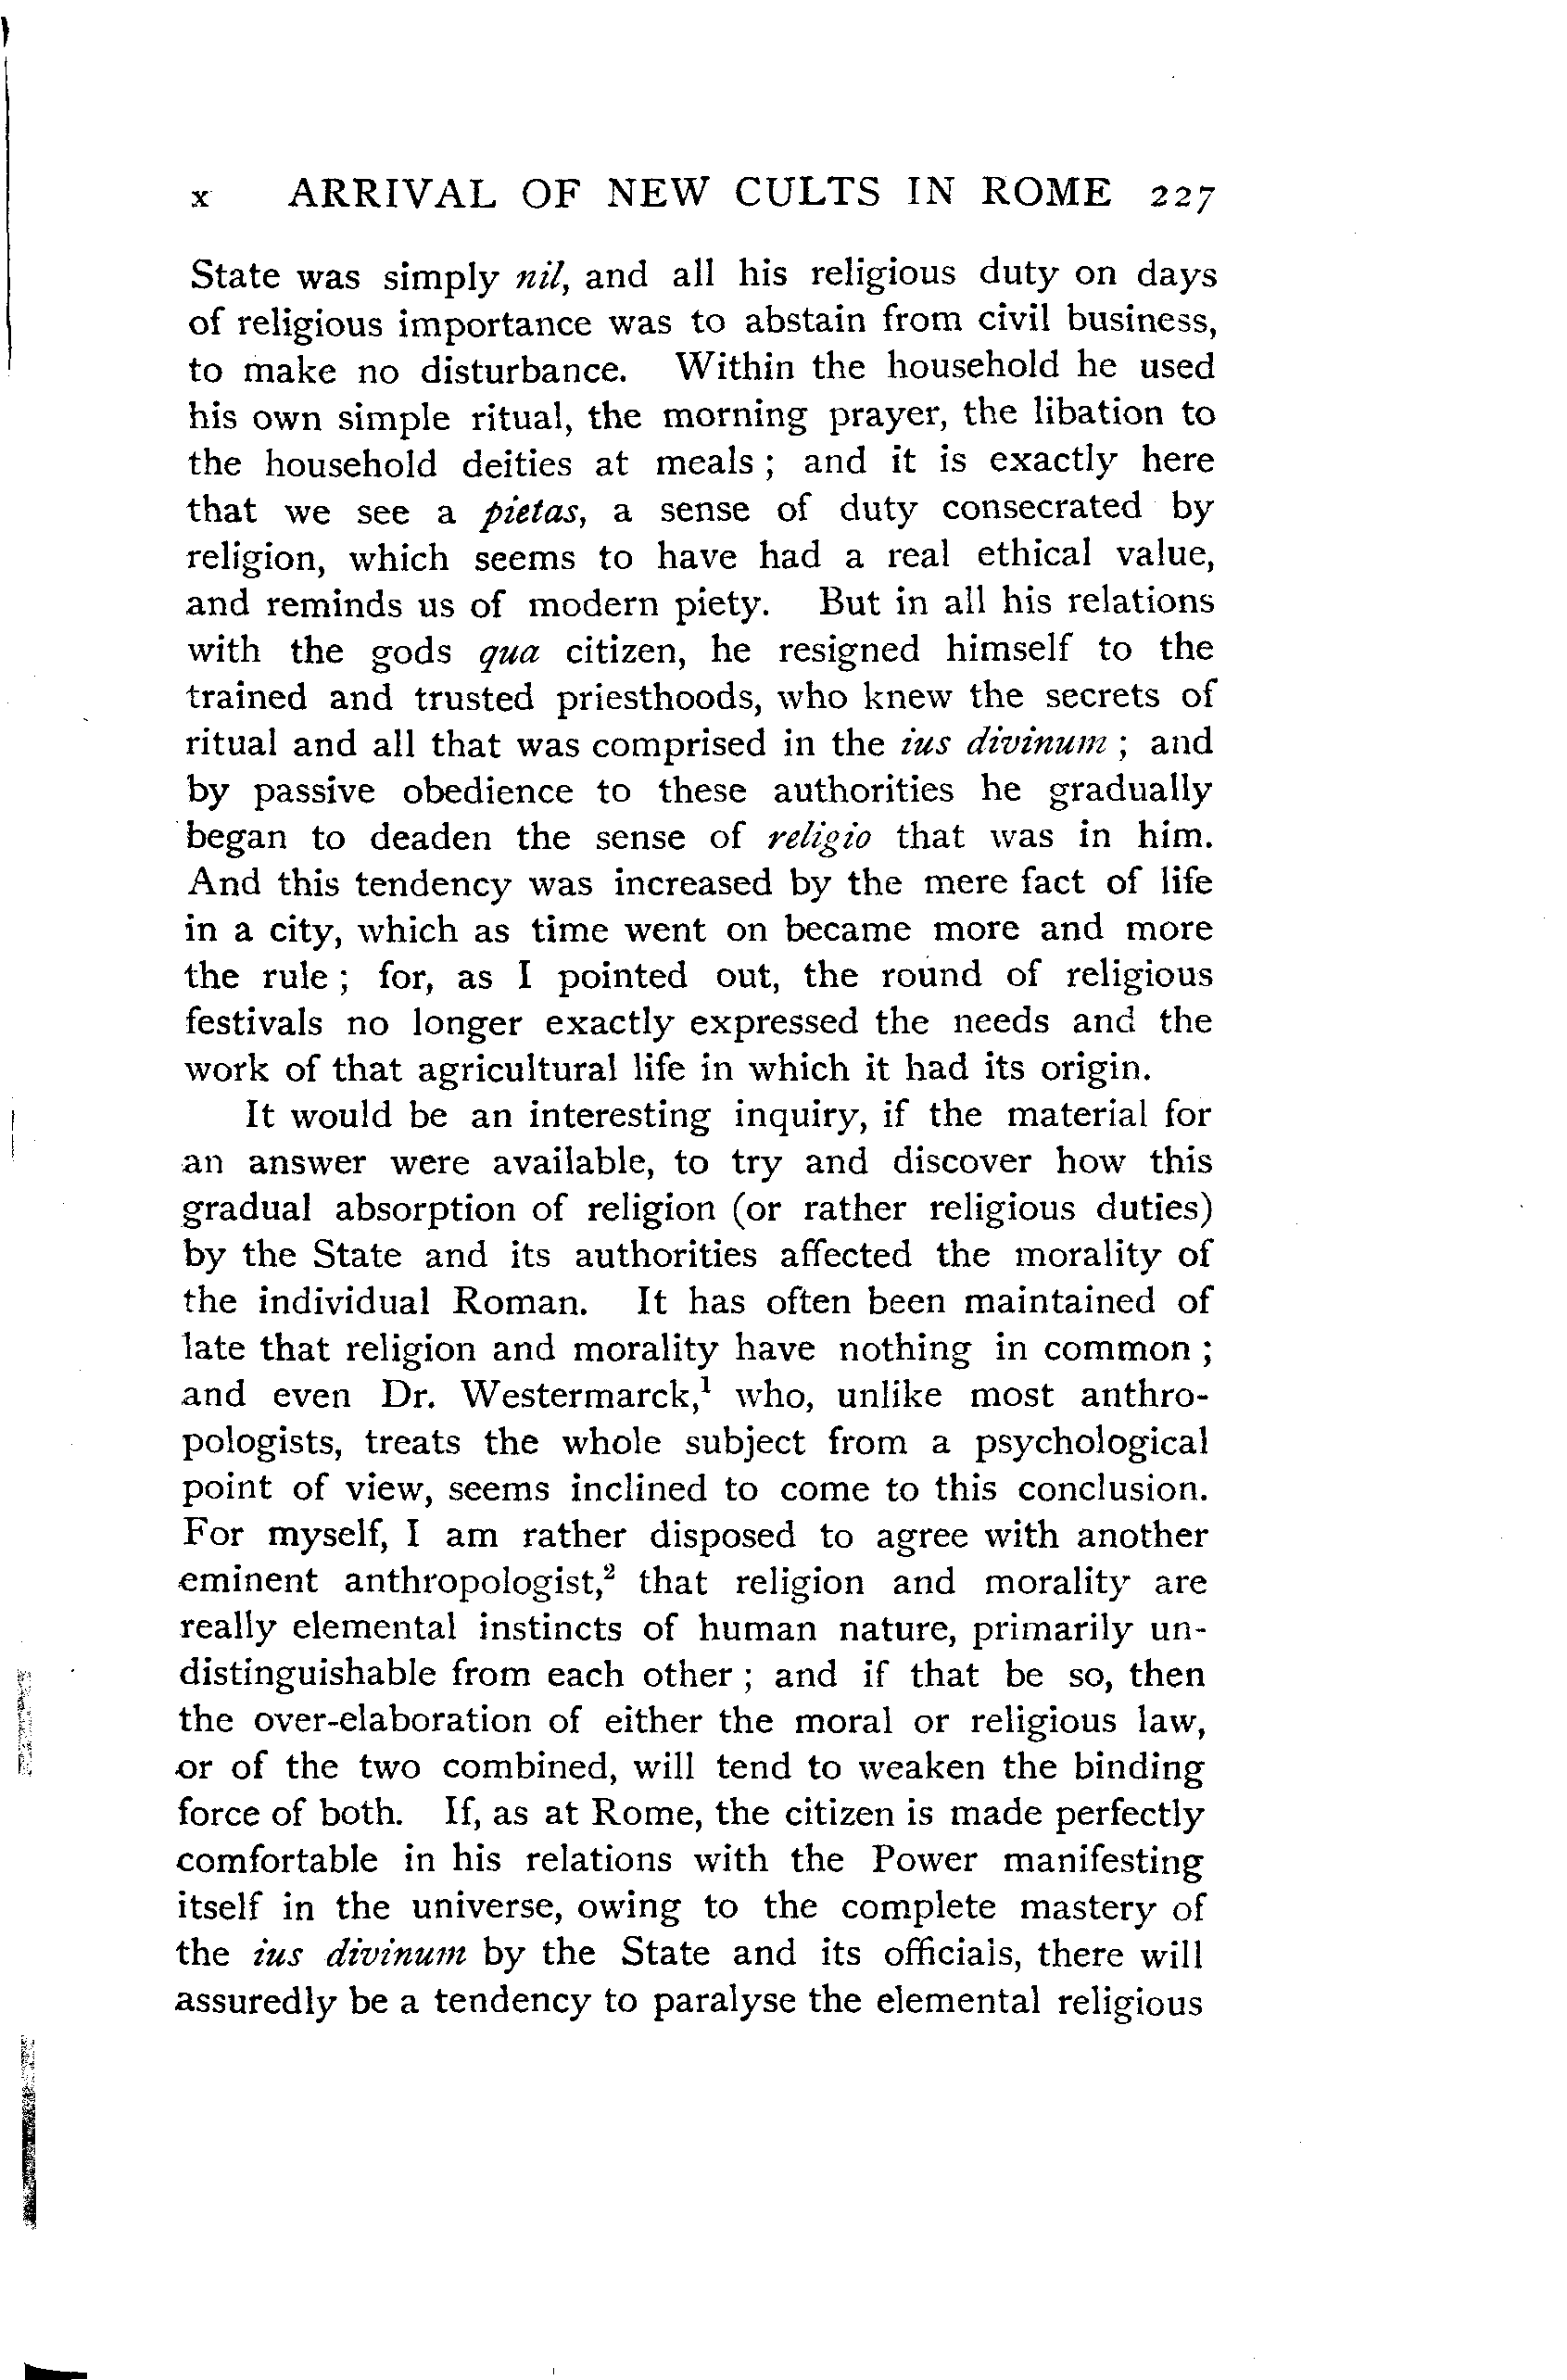 x ARRIVAL OF NEW CULTS IN ROME 227
State was simply nil, and all his religious duty on days
of religious importance was to abstain from civil business,
to make no disturbance. Within the household he used
his own simple ritual, the morning prayer, the libation to
the household deities at meals ; and it is exactly here
that we see a pietas, a sense of duty consecrated by
religion, which seems to have had a real ethical value,
and reminds us of modern piety. But in all his relations
with the gods qua citizen, he resigned himself to the
trained and trusted priesthoods, who knew the secrets of
ritual and all that was comprised in the ius divinum ; and
by passive obedience to these authorities he gradually
began to deaden the sense of religio that was in him.
And this tendency was increased by the mere fact of life
in a city, which as time went on became more and more
the rule ; for, as I pointed out, the round of religious
festivals no longer exactly expressed the needs and the
work of that agricultural life in which it had its origin.
It would be an interesting inquiry, if the material for
an answer were available, to try and discover how this
gradual absorption of religion (or rather religious duties)
by the State and its authorities affected the morality of
the individual Roman. It has often been maintained of
late that religion and morality have nothing in common ;
and even Dr. Westermarck,¹ who, unlike most anthro-
pologists, treats the whole subject from a psychological
point of view, seems inclined to come to this conclusion.
For myself, I am rather disposed to agree with another
eminent anthropologist,² that religion and morality are
really elemental instincts of human nature, primarily un-
distinguishable from each other ; and if that be so, then
the over-elaboration of either the moral or religious law,
or of the two combined, will tend to weaken the binding
force of both. If, as at Rome, the citizen is made perfectly
comfortable in his relations with the Power manifesting
itself in the universe, owing to the complete mastery of
the ius divinum by the State and its officials, there will
assuredly be a tendency to paralyse the elemental religious